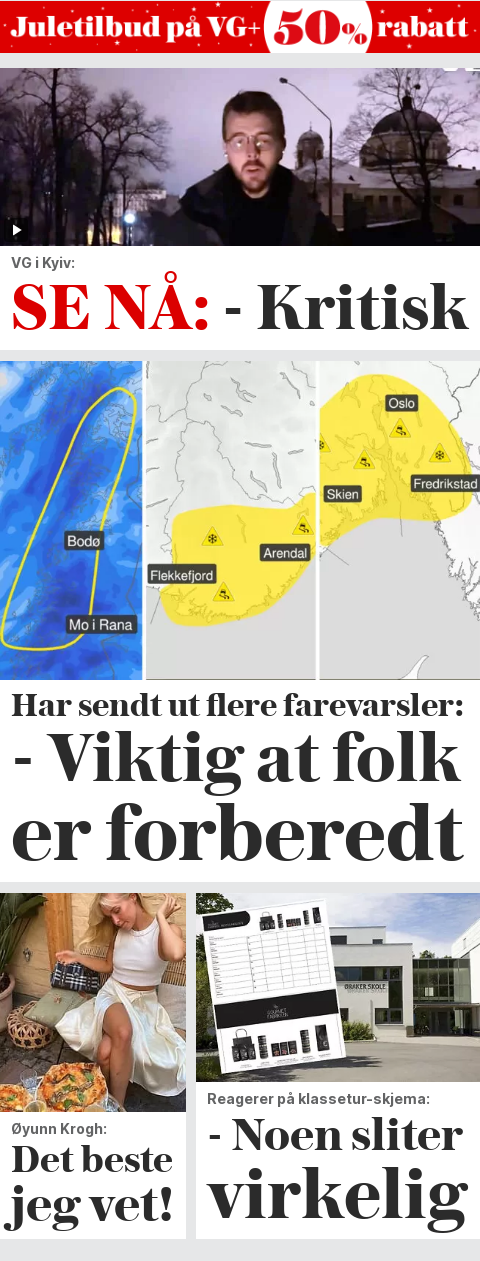 Juletilbud på VG+ 50% rabatt
VG i Kyiv:
SE NÅ: - Kritisk
Oslo
Skien
Fredrikstad
Bodø
Arendal
Flekkefjord
Mo i Rana
Har sendt ut flere farevarsler:
- Viktig at folk
er forberedt
ORAKER SKOLE
Reagerer på klassetur-skjema:
- Noen sliter
virkelig
Øyunn Krogh:
Det beste
jeg vet!